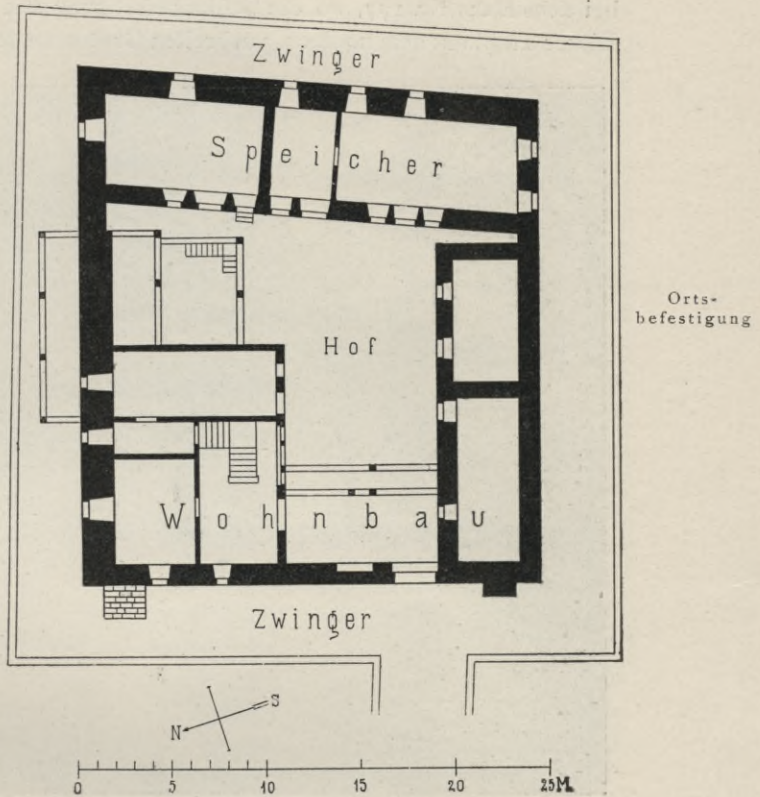 Zwinger
Speicher
Orts-
befestigung
Hof
Wohnbau
Zwinger
N S
0 5 10 15 20 25M.